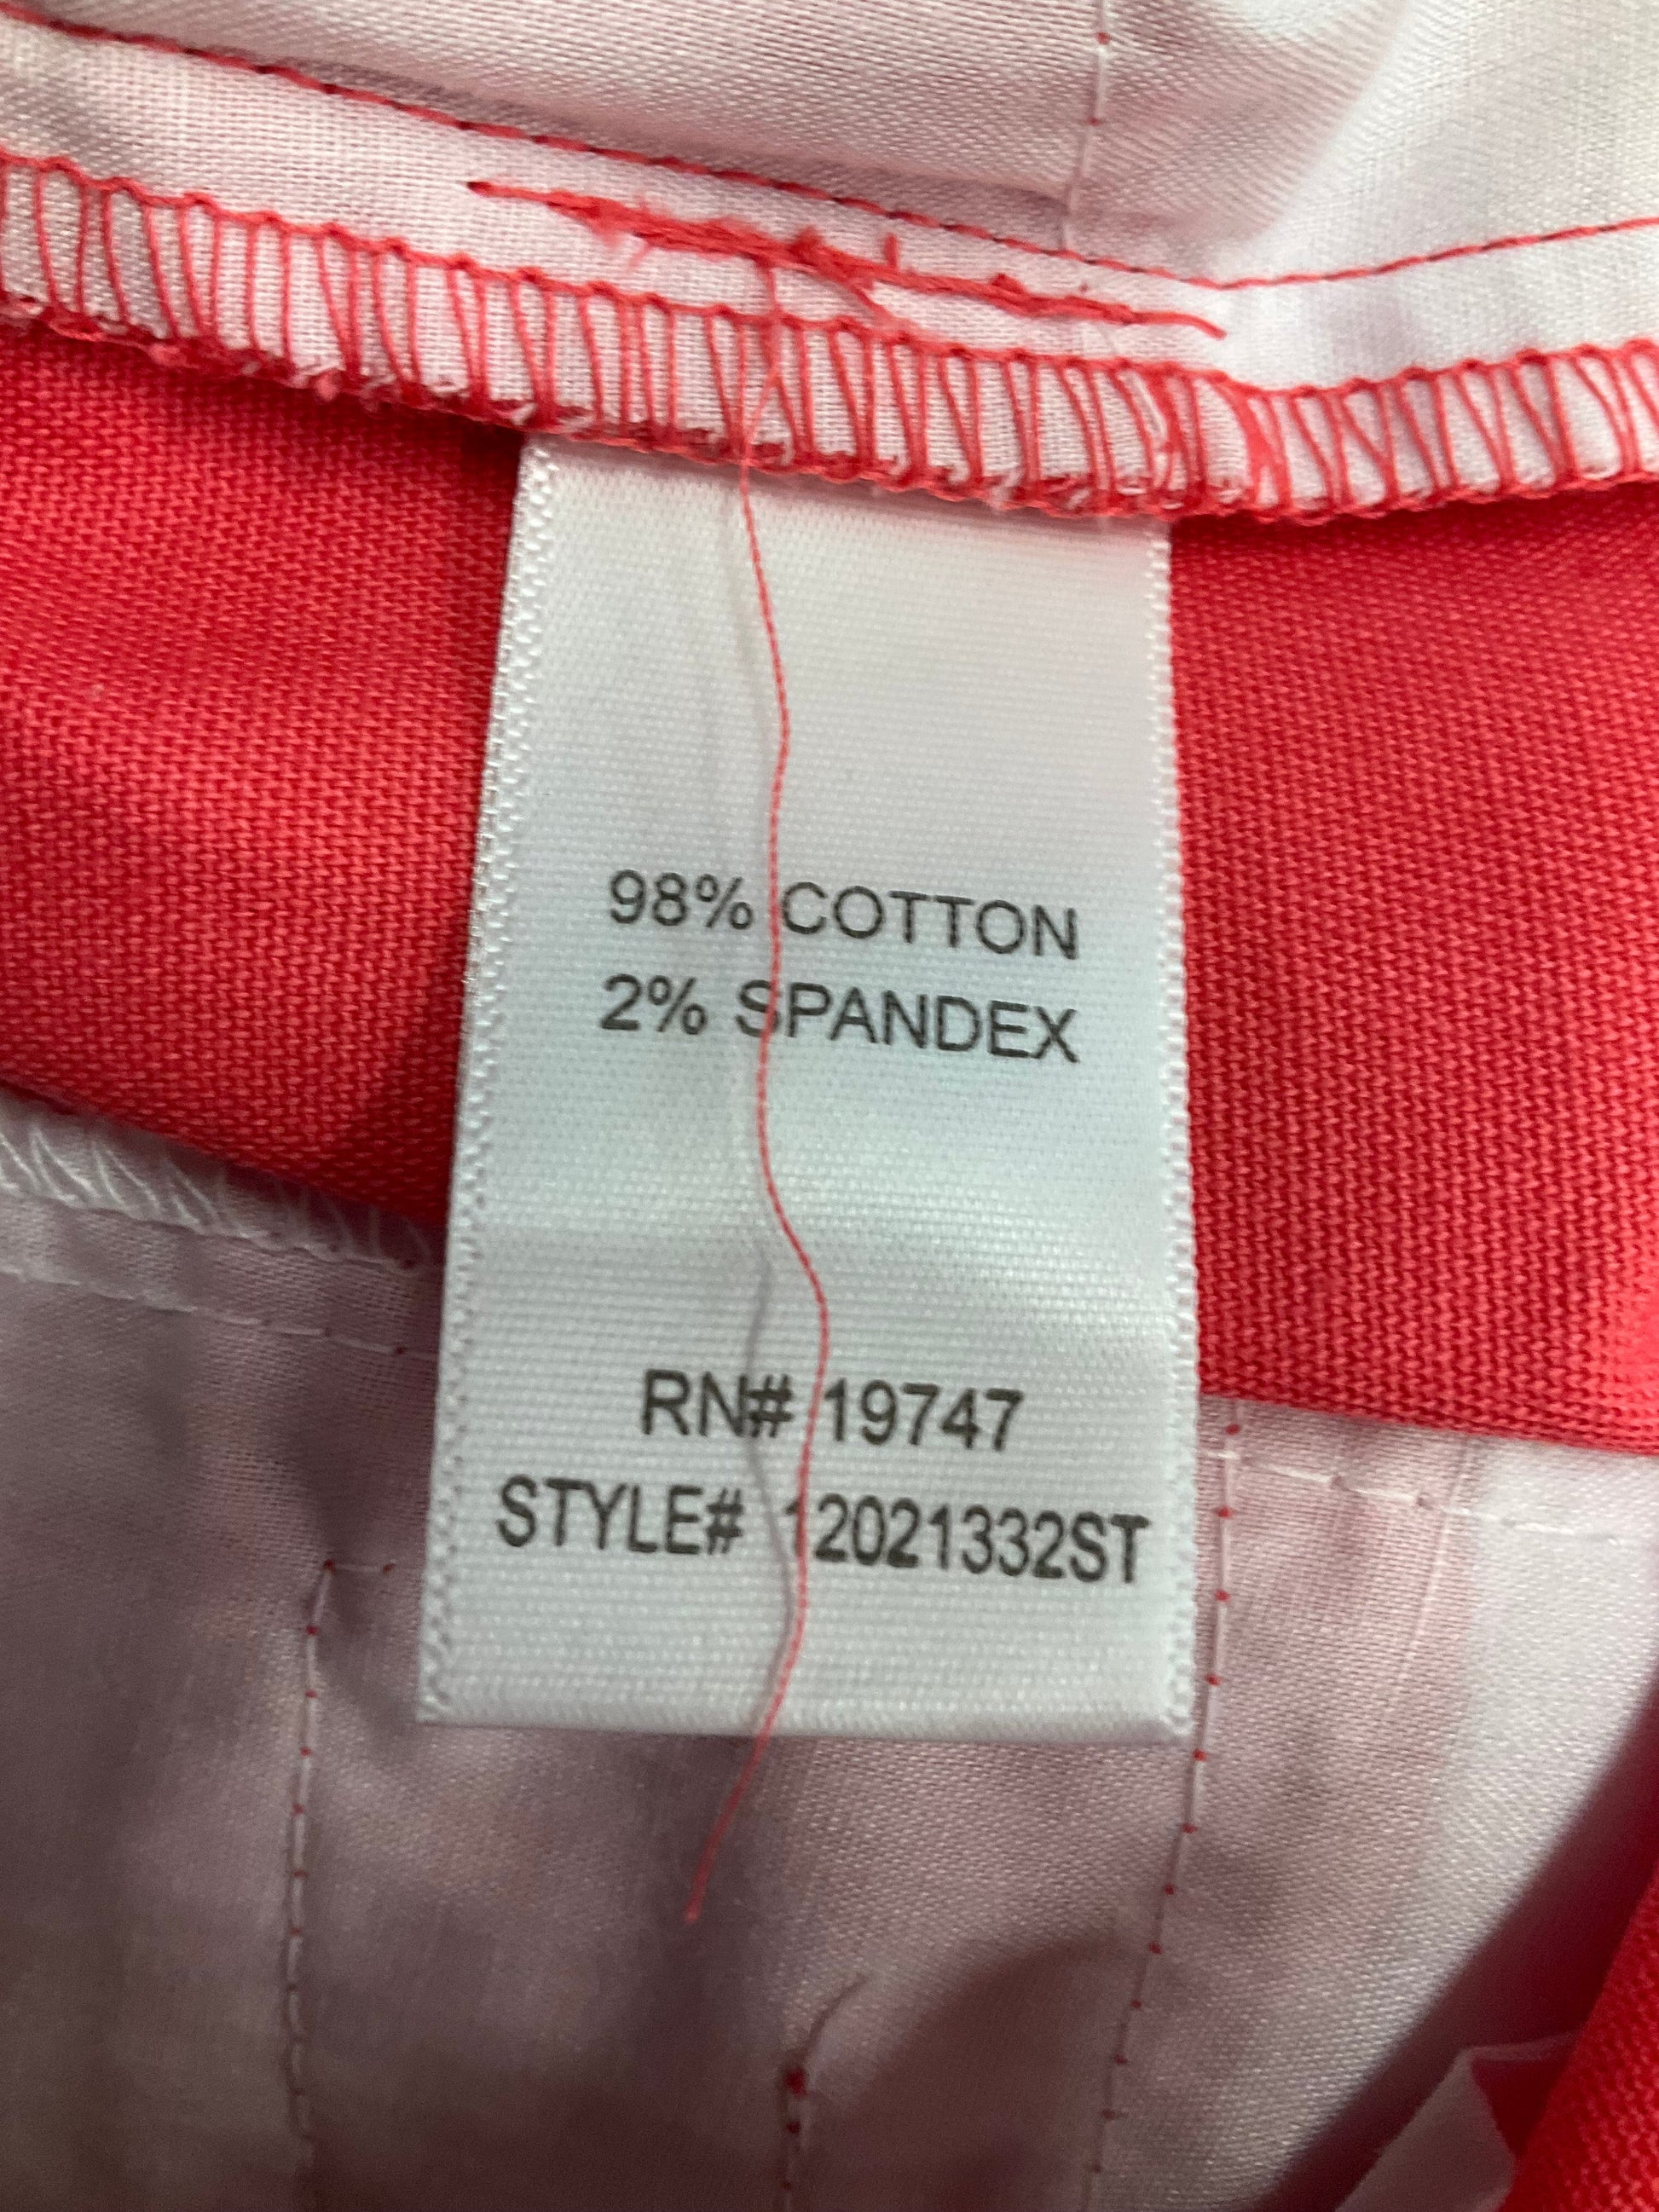 98% COTTON
2% SPANDEX
RN# 19747
STYLE# 12021332ST